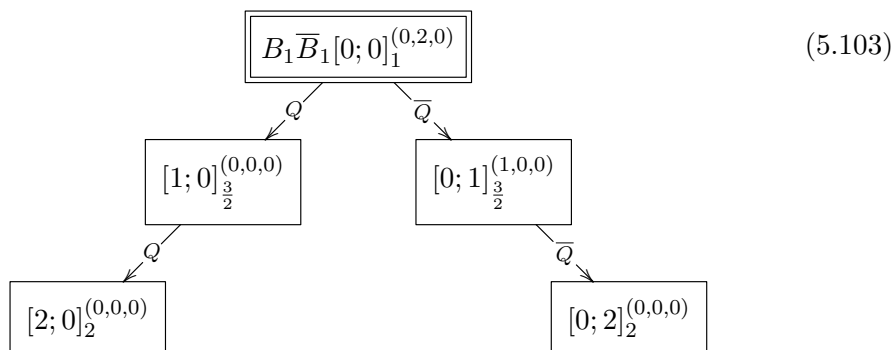 $B_1\overline{B}_1[0;0]_1^{(0,2,0)}$ (5.103)
$Q$ $\overline{Q}$
$[1;0]_{\frac{3}{2}}^{(0,0,0)}$ $[0;1]_{\frac{3}{2}}^{(1,0,0)}$
$Q$ $\overline{Q}$
$[2;0]_2^{(0,0,0)}$ $[0;2]_2^{(0,0,0)}$